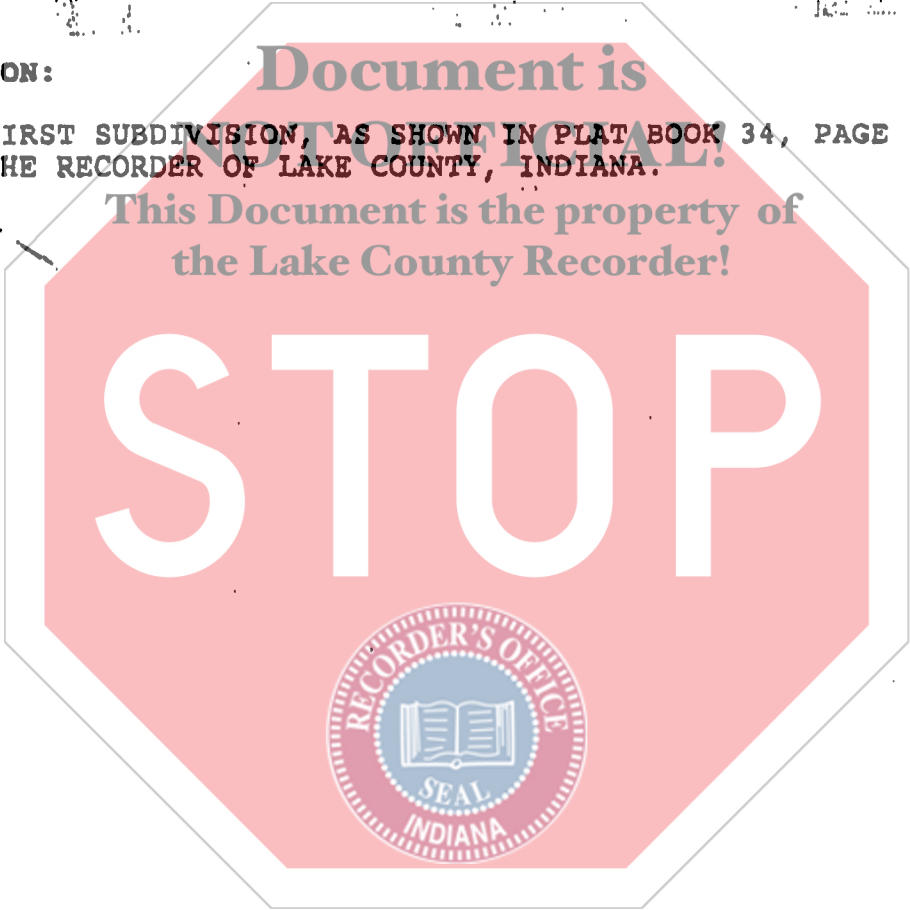 Document is
ON:
NOT OFFICIAL!
IRST SUBDIVISION, AS SHOWN IN PLAT BOOK 34, PAGE
HE RECORDER OF LAKE COUNTY, INDIANA.
This Document is the property of
the Lake County Recorder!
STOP
RECORDER'S OFFICE
SEAL
INDIANA